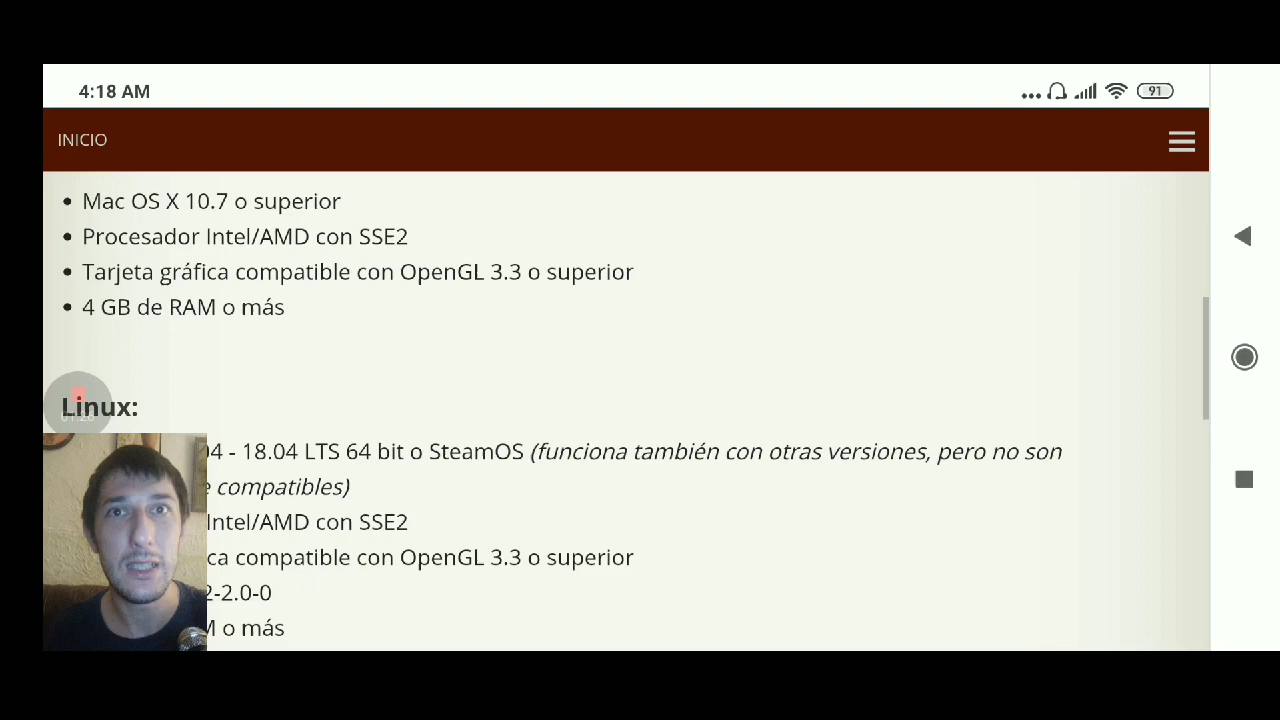 4:18 AM
91
INICIO
Mac OS X 10.7 o superior
Procesador Intel/AMD con SSE2
Tarjeta gráfica compatible con OpenGL 3.3 o superior
4 GB de RAM o más
Linux:
04 - 18.04 LTS 64 bit o SteamOS (funciona también con otras versiones, pero no son
compatibles)
Intel/AMD con SSE2
compatible con OpenGL 3.3 o superior
2-2.0-0
o más